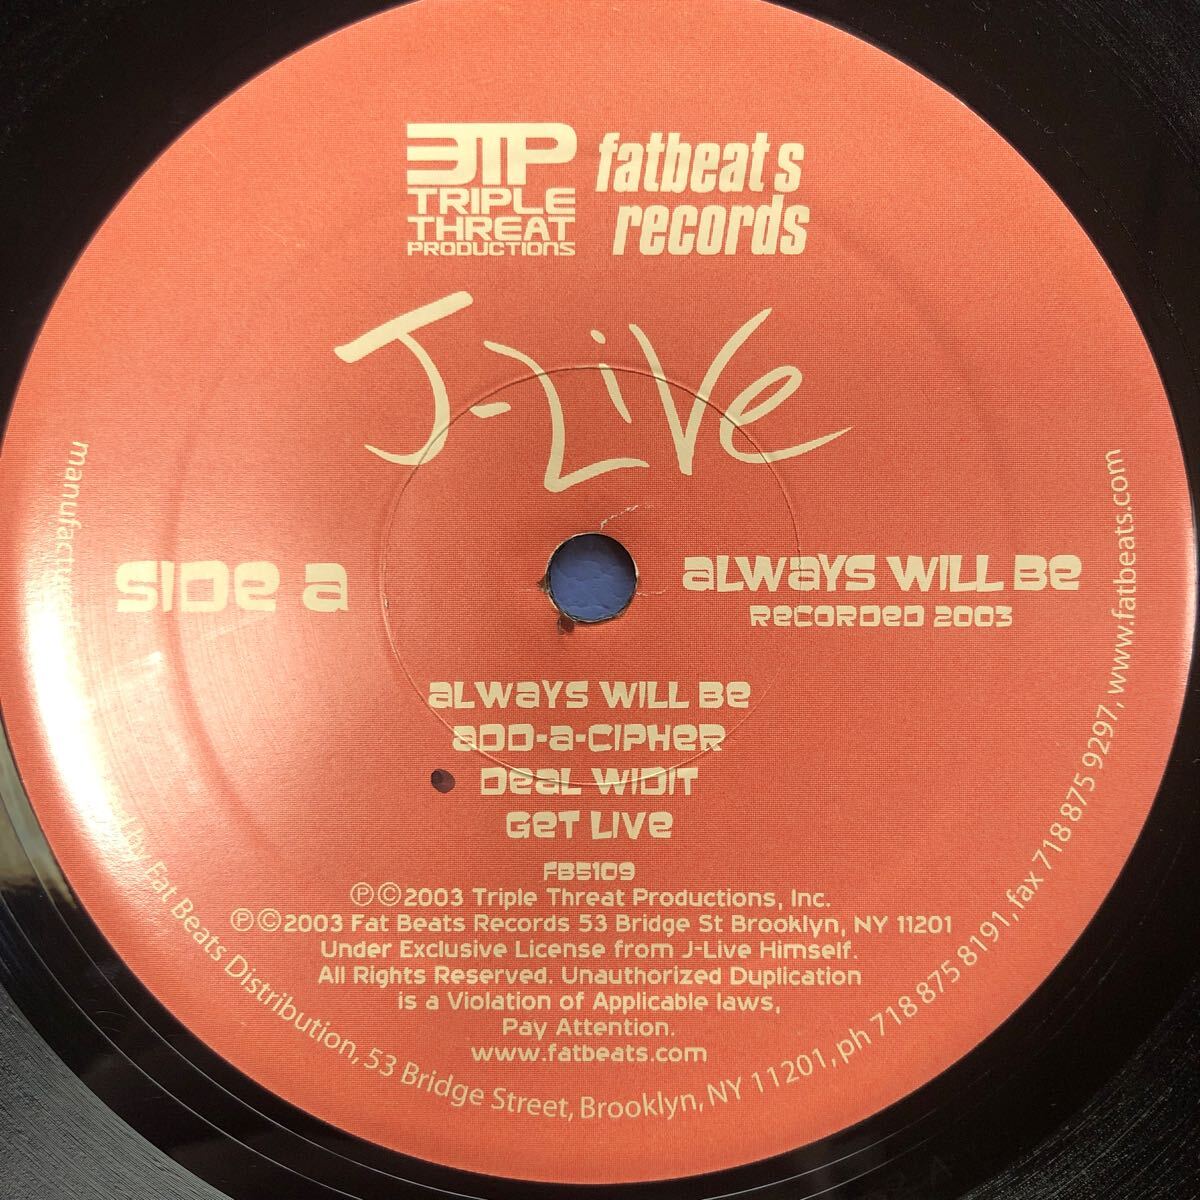 3TP
TRIPLE
THREAT
PRODUCTIONS
fatbeats
records
J-LiVe
SIDe a
aLWaYS WILL Be
RecORDeD 2003
aLWaYS WILL Be
aDD-a-CIPHeR
DeaL WIDIT
GeT LIVe
FB5109
℗©2003 Triple Threat Productions, Inc.
℗©2003 Fat Beats Records 53 Bridge St Brooklyn, NY 11201
Under Exclusive License from J-Live Himself.
All Rights Reserved. Unauthorized Duplication
is a Violation of Applicable laws,
Pay Attention.
www.fatbeats.com
by Fat Beats Distribution, 53 Bridge Street, Brooklyn, NY 11201, ph 718 875 8191, fax 718 875 9297, www.fatbeats.com